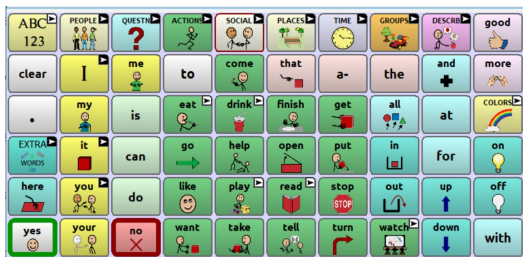 ABC PEOPLE QUESTN ACTIONS SOCIAL PLACES TIME GROUPS DESCRB good
123
clear I me to come that a- the and more
. my is eat drink finish get all at COLORS
EXTRA it can go help open put in for on
WORDS
here you do like play read stop out up off
STOP
yes your no want take tell turn watch down with